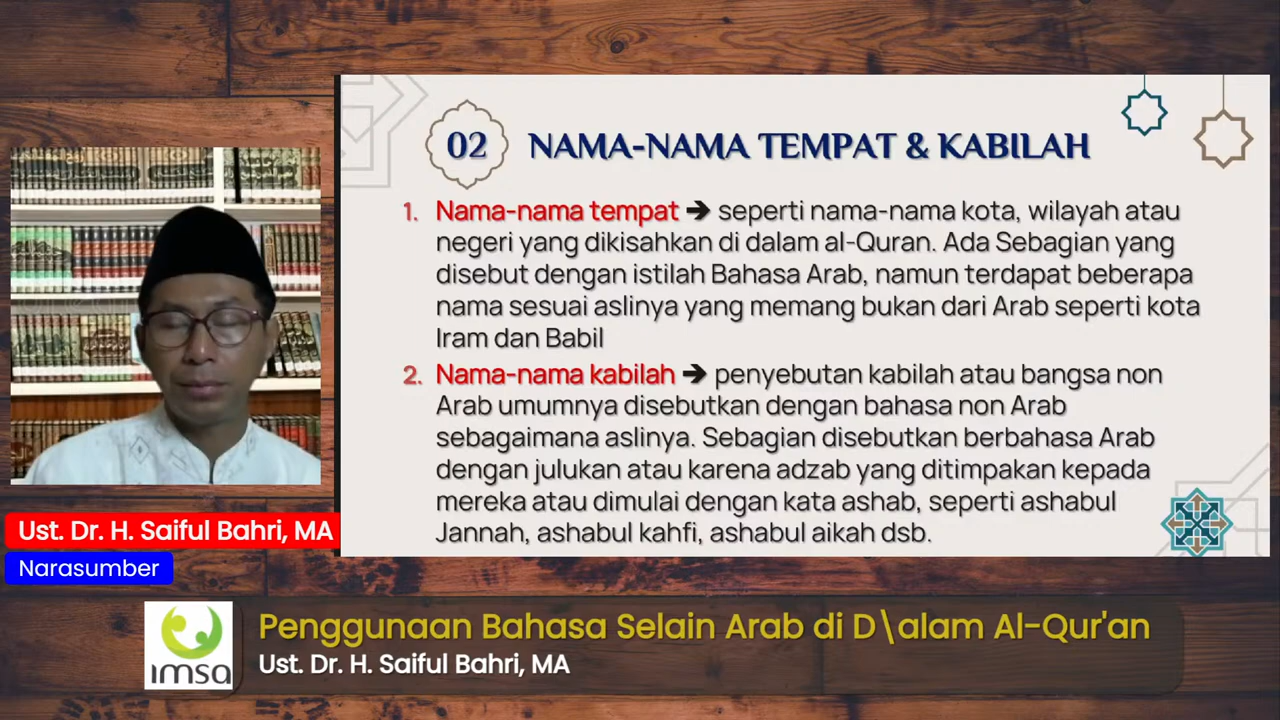 02 NAMA-NAMA TEMPAT & KABILAH
1. Nama-nama tempat ➔ seperti nama-nama kota, wilayah atau
negeri yang dikisahkan di dalam al-Quran. Ada Sebagian yang
disebut dengan istilah Bahasa Arab, namun terdapat beberapa
nama sesuai aslinya yang memang bukan dari Arab seperti kota
Iram dan Babil
2. Nama-nama kabilah ➔ penyebutan kabilah atau bangsa non
Arab umumnya disebutkan dengan bahasa non Arab
sebagaimana aslinya. Sebagian disebutkan berbahasa Arab
dengan julukan atau karena adzab yang ditimpakan kepada
mereka atau dimulai dengan kata ashab, seperti ashabul
Jannah, ashabul kahfi, ashabul aikah dsb.
Ust. Dr. H. Saiful Bahri, MA
Narasumber
imsa
Penggunaan Bahasa Selain Arab di D\alam Al-Qur'an
Ust. Dr. H. Saiful Bahri, MA